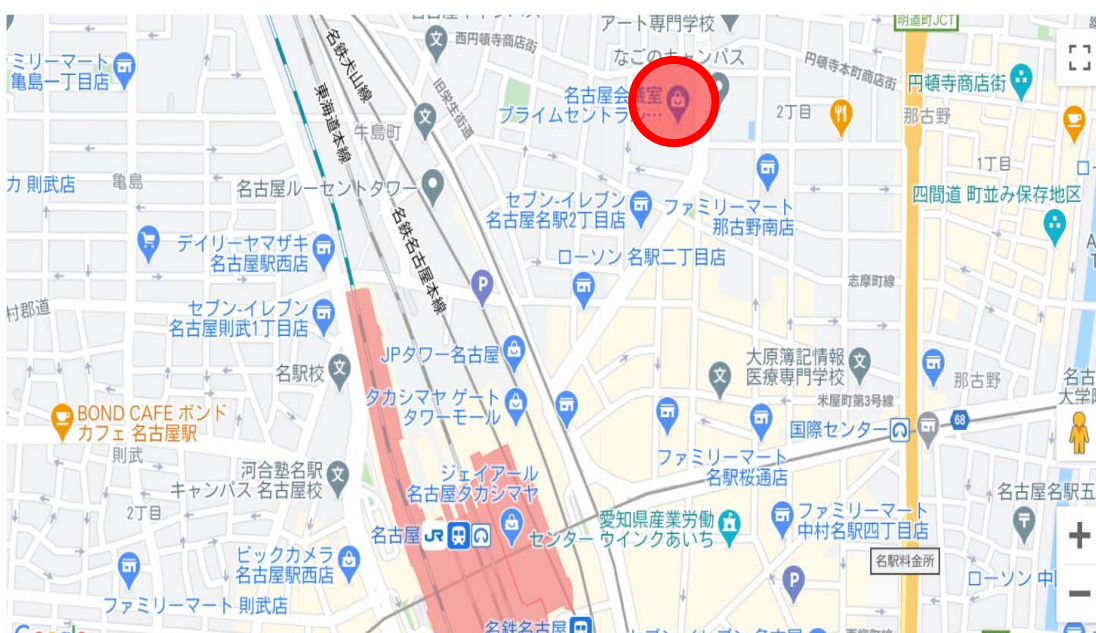 アート専門学校
明道町JCT
西円頓寺商店街
なごのキャンパス
円頓寺本町商店街
円頓寺商店街
ファミリーマート
亀島一丁目店
名鉄犬山線
東海道本線
旧栄生街道
牛島町
名古屋会議室
プライムセントラル…
2丁目
那古野
1丁目
四間道 町並み保存地区
カ 則武店
亀島
名古屋ルーセントタワー
セブン-イレブン
名古屋名駅2丁目店
ファミリーマート
那古野南店
デイリーヤマザキ
名古屋駅西店
名鉄名古屋本線
ローソン 名駅二丁目店
志摩町線
村郡道
セブン-イレブン
名古屋則武1丁目店
P
JPタワー名古屋
名駅校
大原簿記情報
医療専門学校
那古野
名古
大学院
タカシマヤ ゲート
タワーモール
米屋町第3号線
BOND CAFE ボンド
カフェ 名古屋駅
国際センター
68
則武
河合塾名駅
キャンパス 名古屋校
ジェイアール
名古屋タカシマヤ
ファミリーマート
名駅桜通店
名古屋名駅五
2丁目
名古屋
JR
愛知県産業労働
センター ウインクあいち
ファミリーマート
中村名駅四丁目店
ビックカメラ
名古屋駅西店
名駅料金所
P
ローソン 中
ファミリーマート 則武店
名鉄名古屋